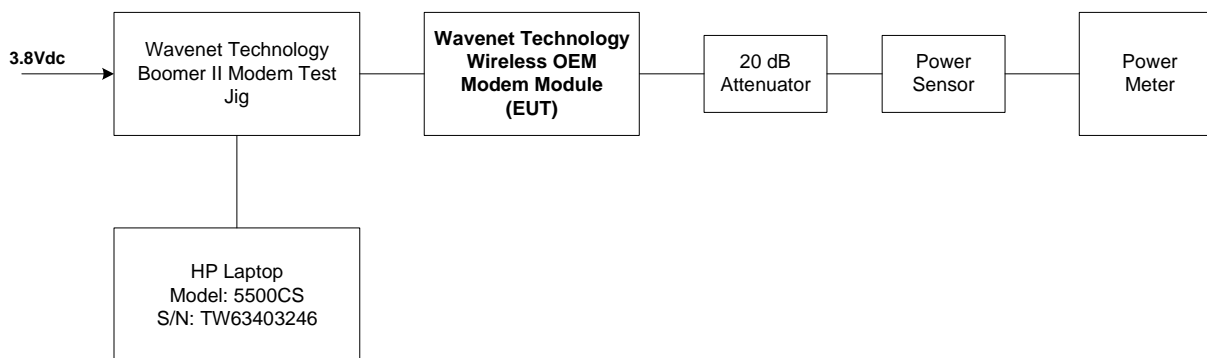 3.8Vdc
Wavenet Technology
Boomer II Modem Test
Jig
Wavenet Technology
Wireless OEM
Modem Module
(EUT)
20 dB
Attenuator
Power
Sensor
Power
Meter
HP Laptop
Model: 5500CS
S/N: TW63403246